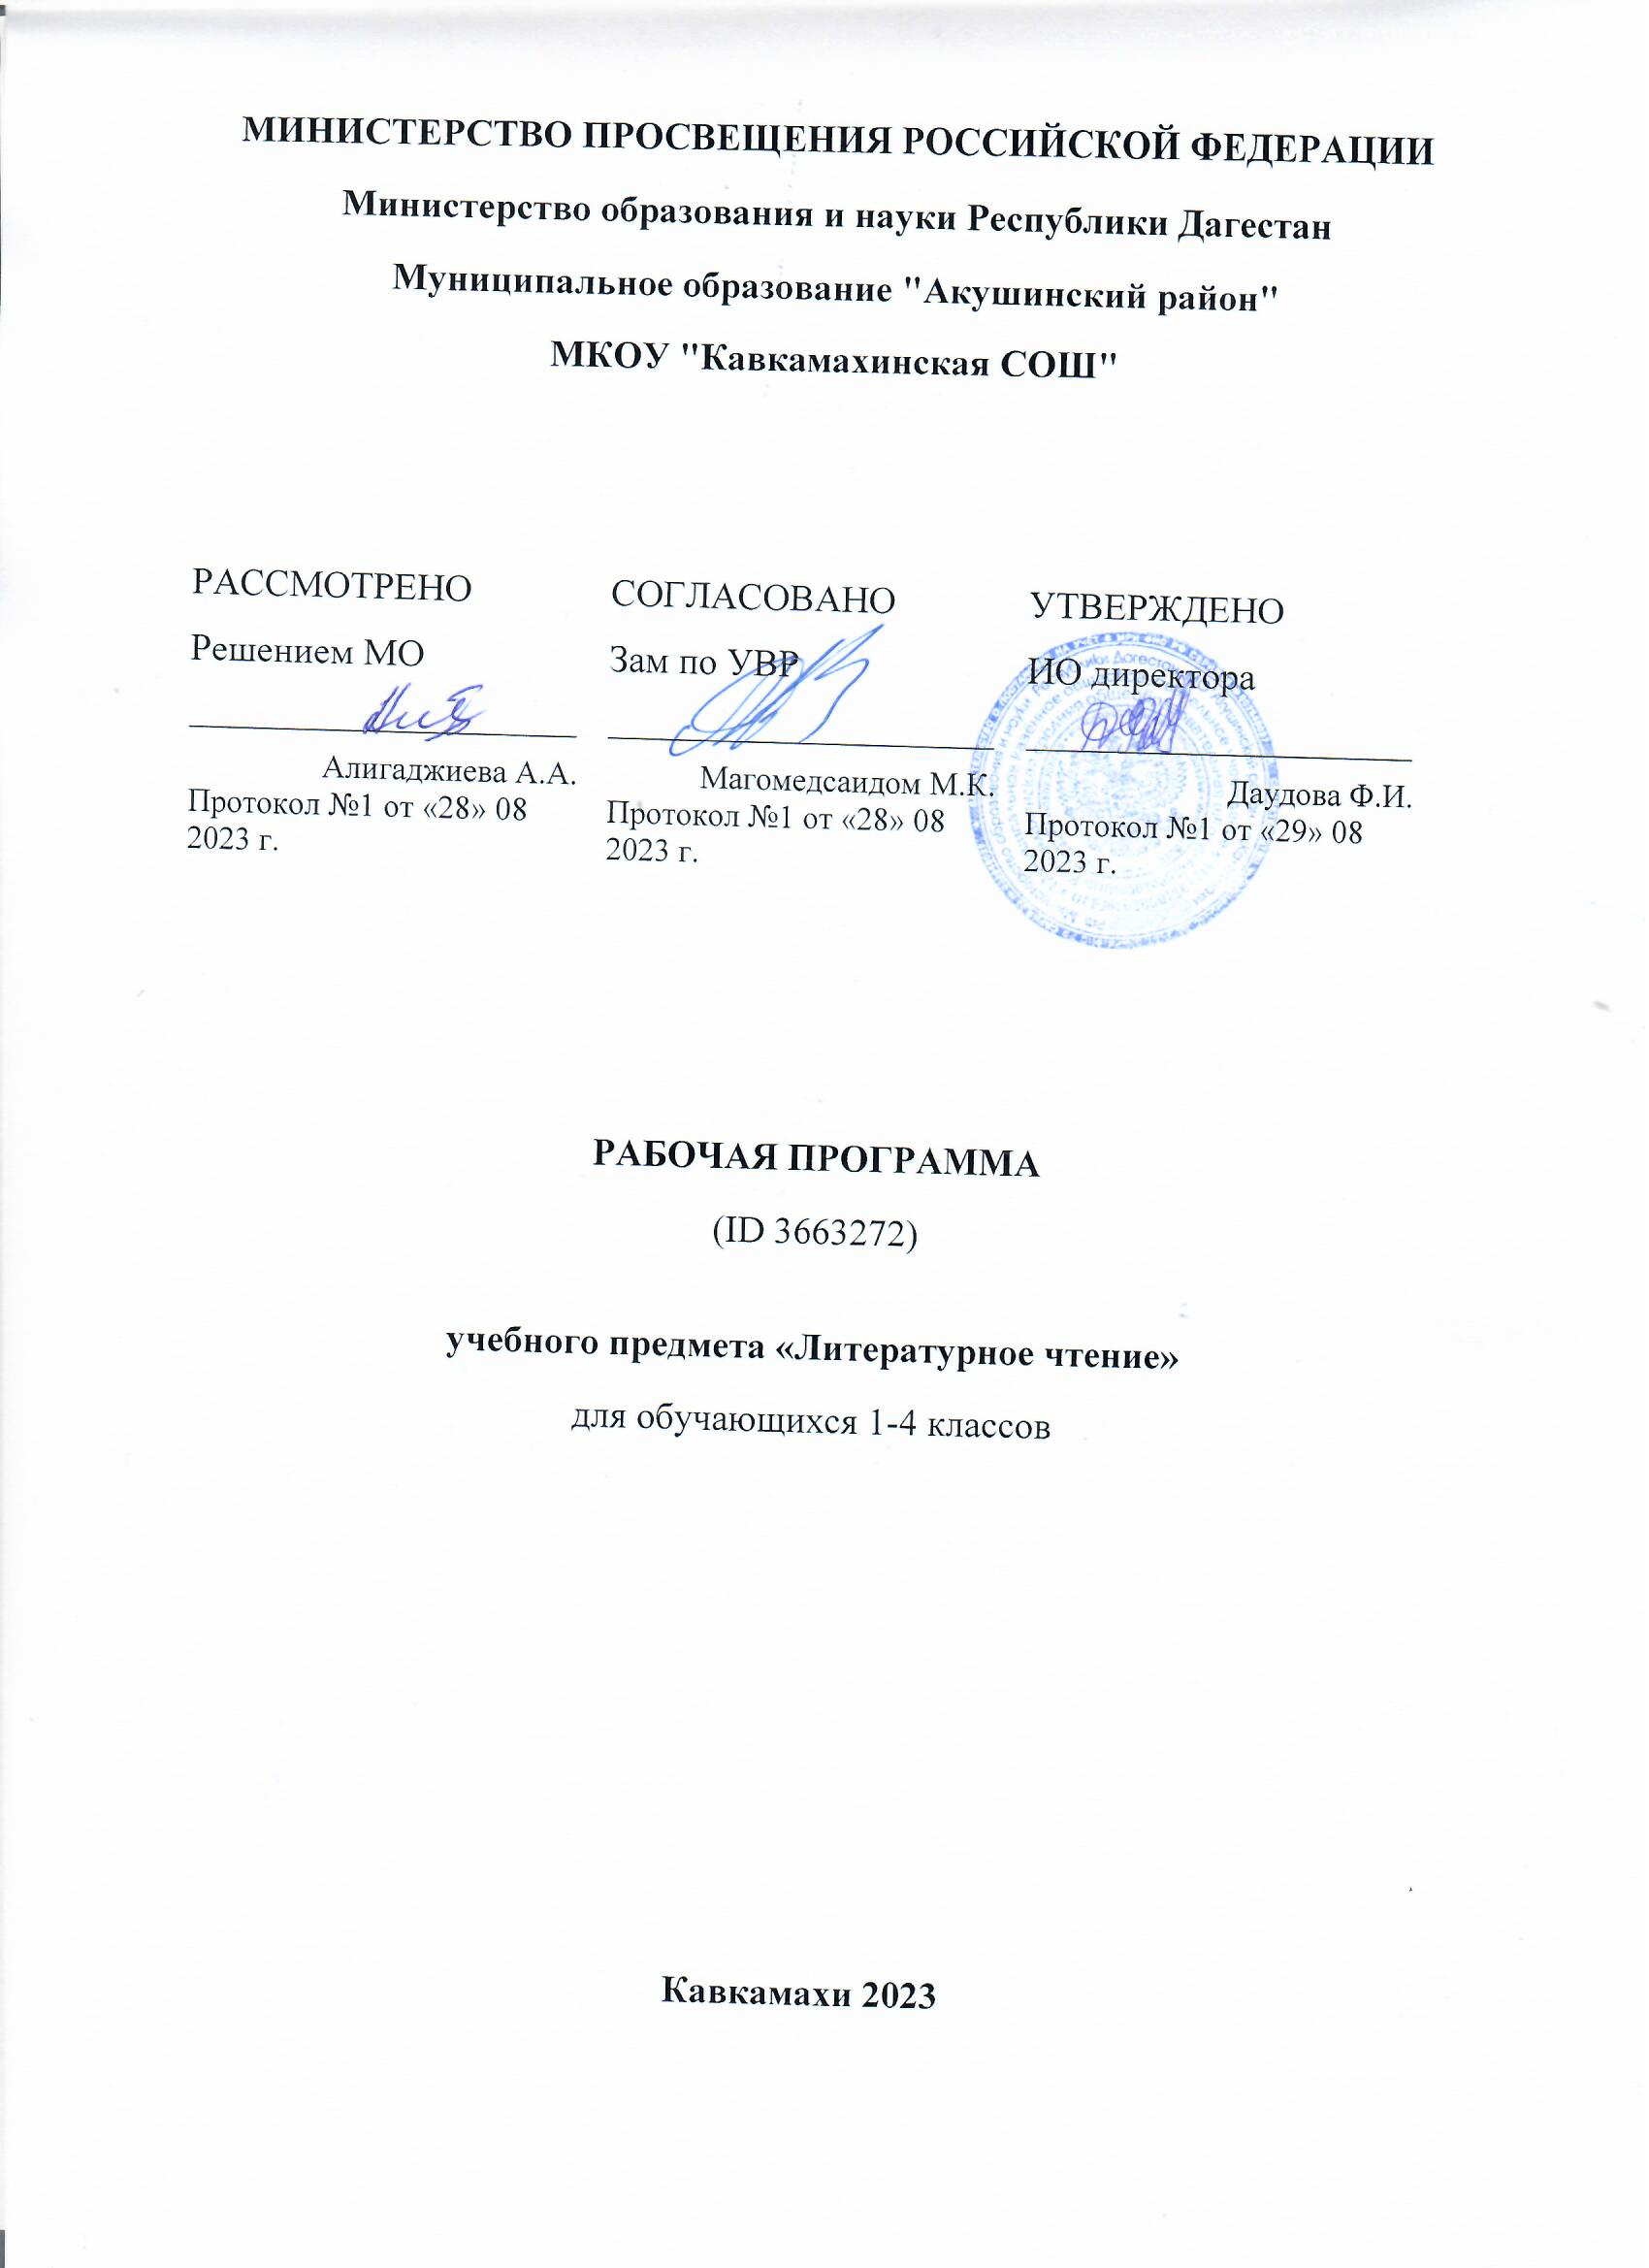 МИНИСТЕРСТВО ПРОСВЕЩЕНИЯ РОССИЙСКОЙ ФЕДЕРАЦИИ
Министерство образования и науки Республики Дагестан
Муниципальное образование "Акушинский район"
МКОУ "Кавкамахинская СОШ"
РАССМОТРЕНО
Решением МО
Алигаджиева А.А.
Протокол №1 от «28» 08
2023 г.
СОГЛАСОВАНО
Зам по УВР
Магомедсаидом М.К.
Протокол №1 от «28» 08
2023 г.
УТВЕРЖДЕНО
ИО директора
Даудова Ф.И.
Протокол №1 от «29» 08
2023 г.
РАБОЧАЯ ПРОГРАММА
(ID 3663272)
учебного предмета «Литературное чтение»
для обучающихся 1-4 классов
Кавкамахи 2023